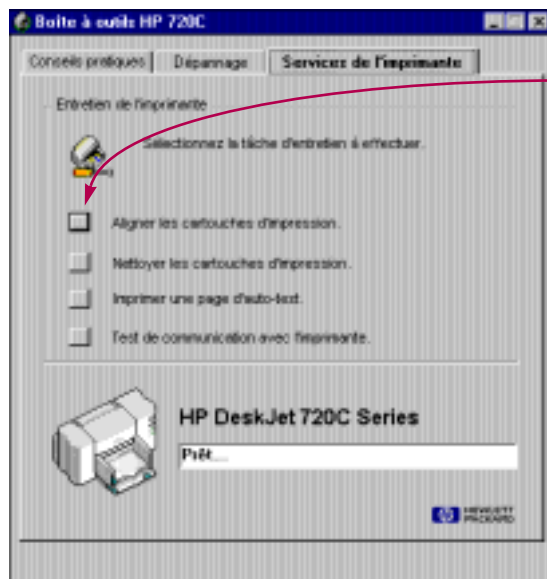 Boîte à outils HP 720C
Conseils pratiques
Dépannage
Services de l'imprimante
Entretien de l'imprimante
Sélectionnez la tâche d'entretien à effectuer.
Aligner les cartouches d'impression.
Nettoyer les cartouches d'impression.
Imprimer une page d'auto-test.
Test de communication avec l'imprimante.
HP DeskJet 720C Series
Prêt...
HEWLETT
PACKARD